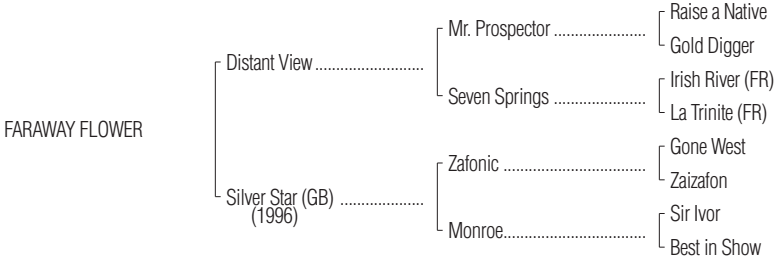 Raise a Native
Mr. Prospector ......................
Gold Digger
Distant View ..........................
Irish River (FR)
Seven Springs ......................
La Trinite (FR)
FARAWAY FLOWER
Gone West
Zafonic ..................................
Zaizafon
Silver Star (GB) ....................
(1996)
Sir Ivor
Monroe..................................
Best in Show